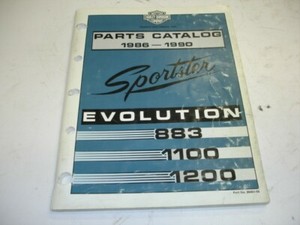 PARTS CATALOG
1986 — 1990
Sportster
EVOLUTION
883
1100
1200